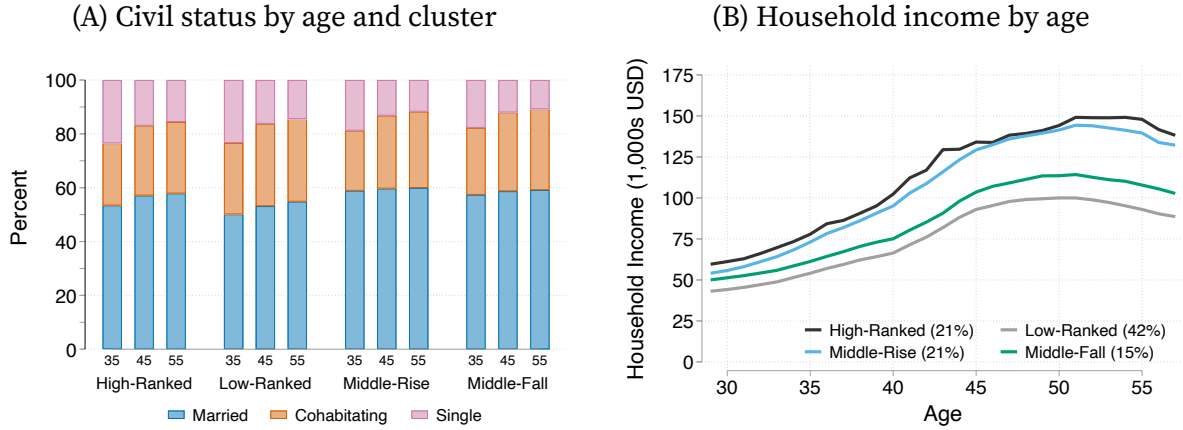 (A) Civil status by age and cluster
Percent
100
80
60
40
20
0
35 45 55 35 45 55 35 45 55 35 45 55
High-Ranked Low-Ranked Middle-Rise Middle-Fall
Married Cohabitating Single
(B) Household income by age
Household Income (1,000s USD)
175
150
125
100
75
50
25
0
High-Ranked (21%) Low-Ranked (42%)
Middle-Rise (21%) Middle-Fall (15%)
30 35 40 45 50 55
Age